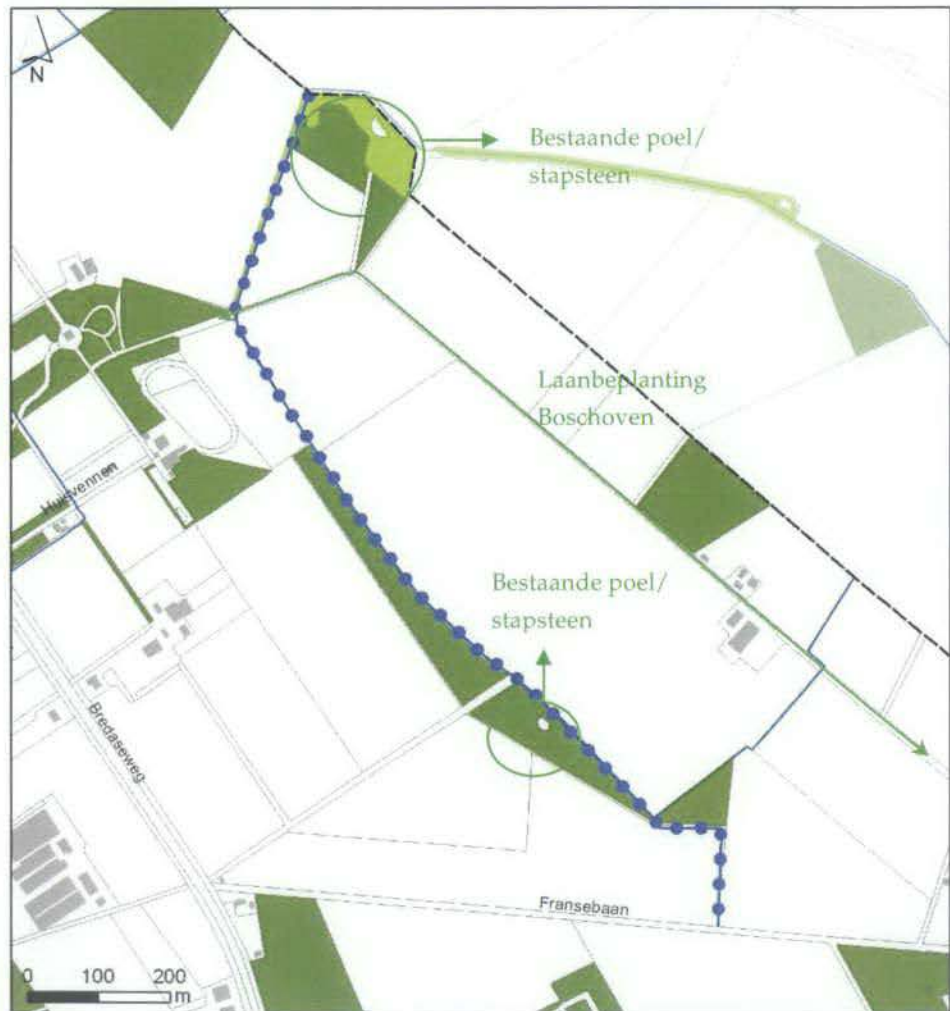 N
Bestaande poel/
stapsteen
Laanbeplanting
Boschoven
Huisvennen
Bestaande poel/
stapsteen
Bredaseweg
Fransebaan
0 100 200
m